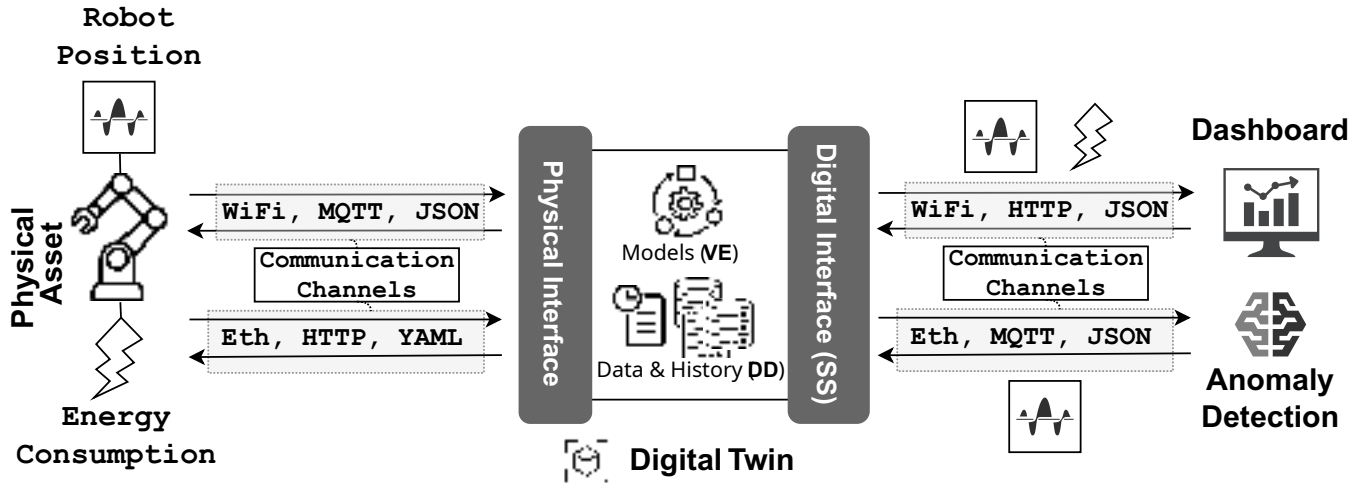 Robot
Position
Physical
Asset
WiFi, MQTT, JSON
Communication
Channels
Eth, HTTP, YAML
Energy
Consumption
Physical Interface
Models (VE)
Data & History (DD)
Digital Interface (SS)
Digital Twin
WiFi, HTTP, JSON
Communication
Channels
Eth, MQTT, JSON
Dashboard
Anomaly
Detection